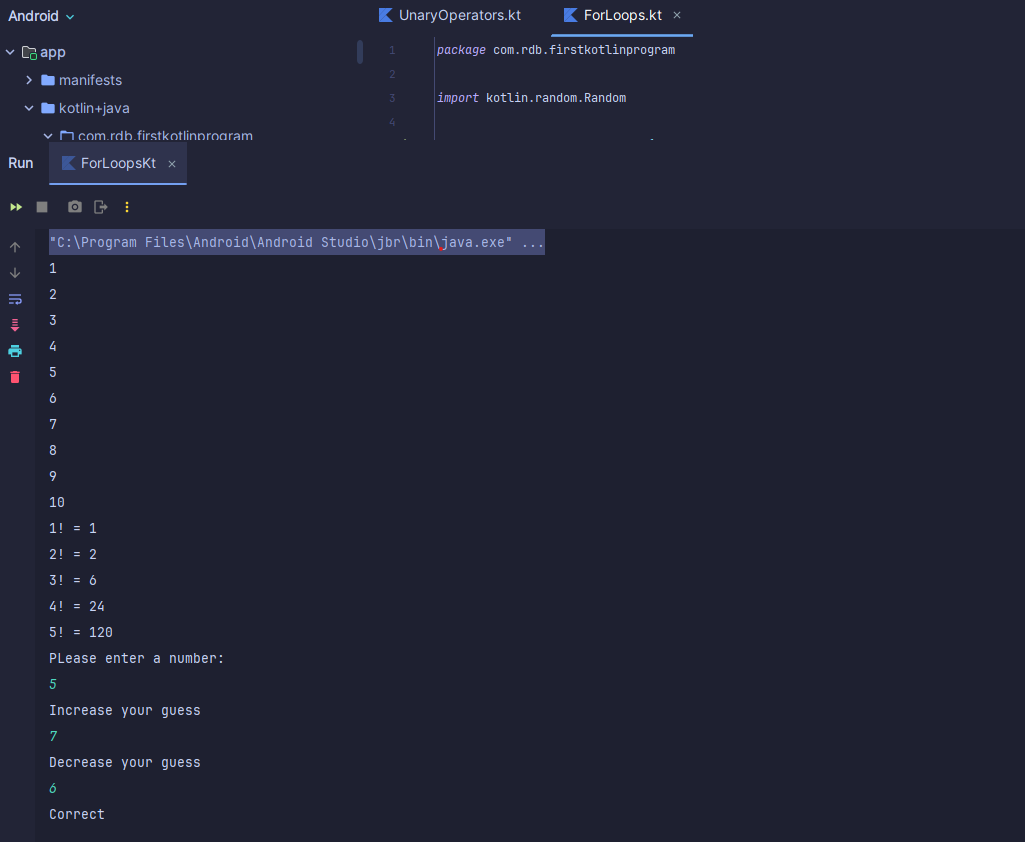 Android
UnaryOperators.kt
ForLoops.kt
app
manifests
kotlin+java
com.rdb.firstkotlinprogram
1 package com.rdb.firstkotlinprogram
2
3 import kotlin.random.Random
4
Run
ForLoopsKt
"C:\Program Files\Android\Android Studio\jbr\bin\java.exe" ...
1
2
3
4
5
6
7
8
9
10
1! = 1
2! = 2
3! = 6
4! = 24
5! = 120
PLease enter a number:
5
Increase your guess
7
Decrease your guess
6
Correct